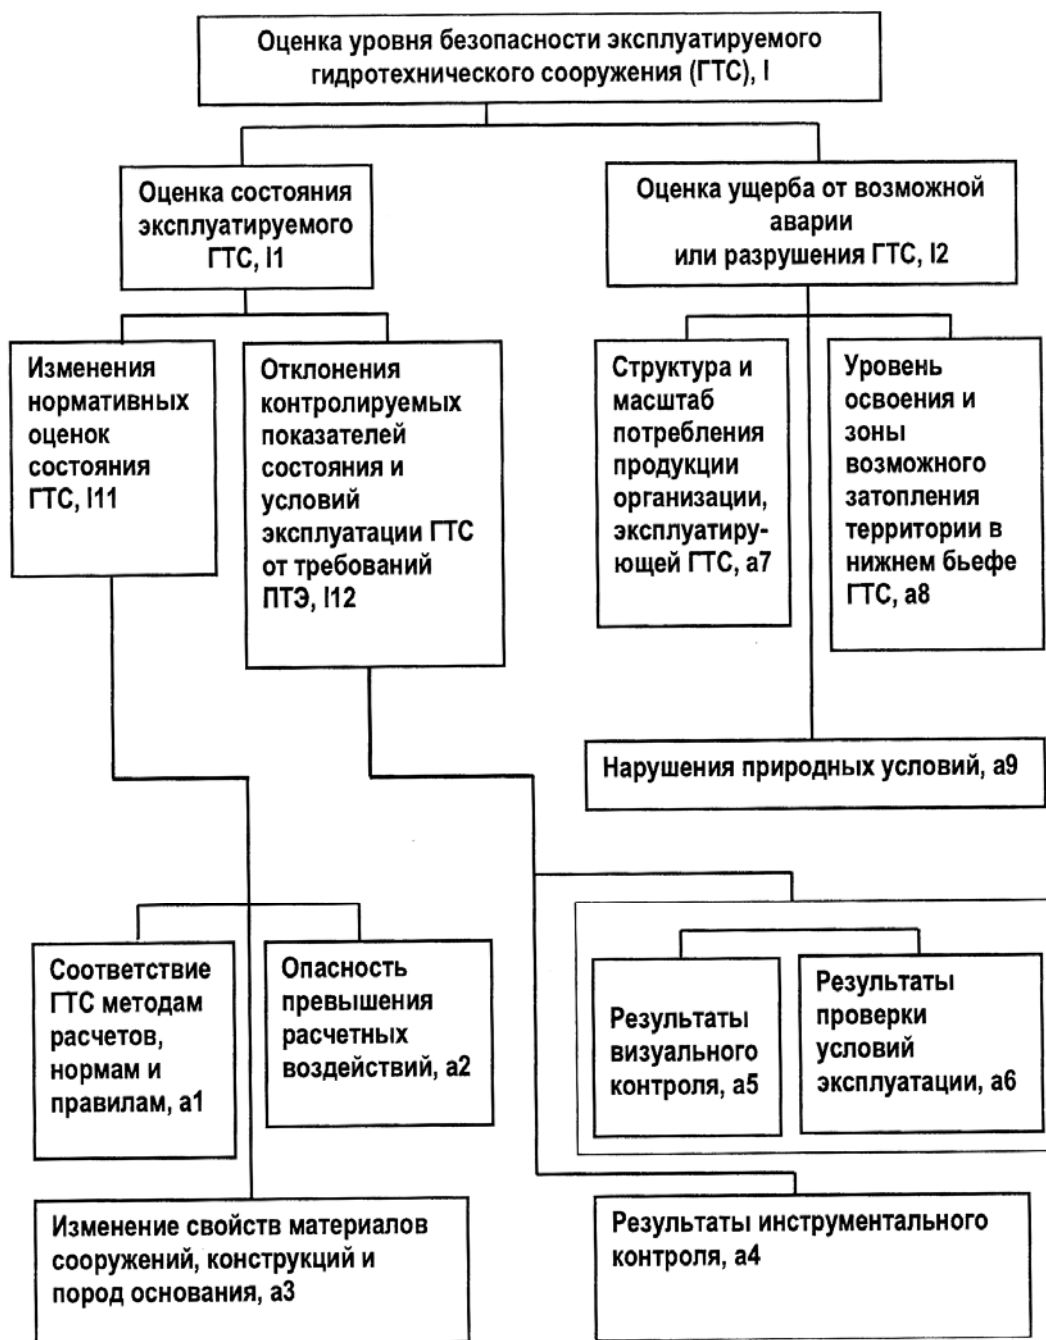 Оценка уровня безопасности эксплуатируемого
гидротехнического сооружения (ГТС), I
Оценка состояния
эксплуатируемого
ГТС, I1
Оценка ущерба от возможной
аварии
или разрушения ГТС, I2
Изменения
нормативных
оценок
состояния
ГТС, I11
Отклонения
контролируемых
показателей
состояния и
условий
эксплуатации ГТС
от требований
ПТЭ, I12
Структура и
масштаб
потребления
продукции
организации,
эксплуатиру-
ющей ГТС, а7
Уровень
освоения и
зоны
возможного
затопления
территории в
нижнем бьефе
ГТС, а8
Нарушения природных условий, а9
Соответствие
ГТС методам
расчетов,
нормам и
правилам, а1
Опасность
превышения
расчетных
воздействий, а2
Результаты
визуального
контроля, а5
Результаты
проверки
условий
эксплуатации, а6
Изменение свойств материалов
сооружений, конструкций и
пород основания, а3
Результаты инструментального
контроля, а4